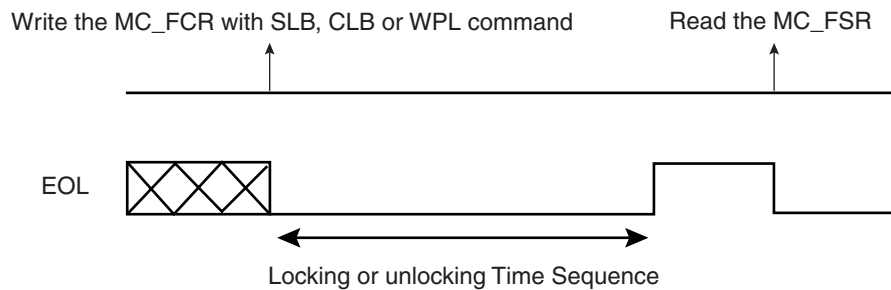 Write the MC_FCR with SLB, CLB or WPL command
Read the MC_FSR
EOL
Locking or unlocking Time Sequence